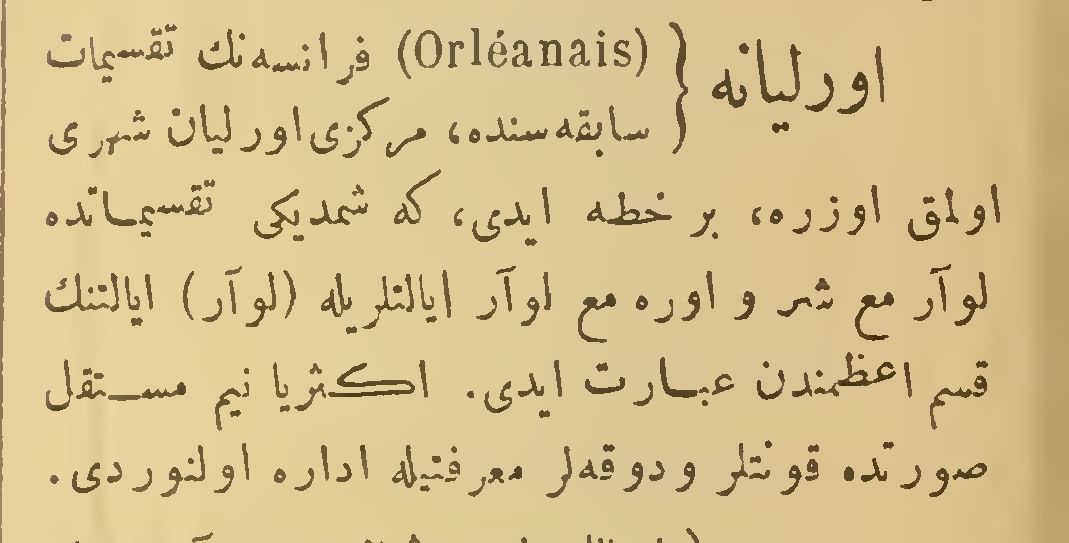 اورليانه { (Orléanais) فرانسه‌نك تقسيمات
سابقه‌سنده، مركزى اورليان شهرى
اولمق اوزره، بر خطه ايدى، كه شمديكى تقسيماتده
لوآر مع شر و اوره مع لوآر ايالتلريله (لوآر) ايالتنك
قسم اعظمندن عبارت ايدى. اكثريا نيم مستقل
صورتده قونتلر و دوقه‌لر معرفتيله اداره اولنوردى.